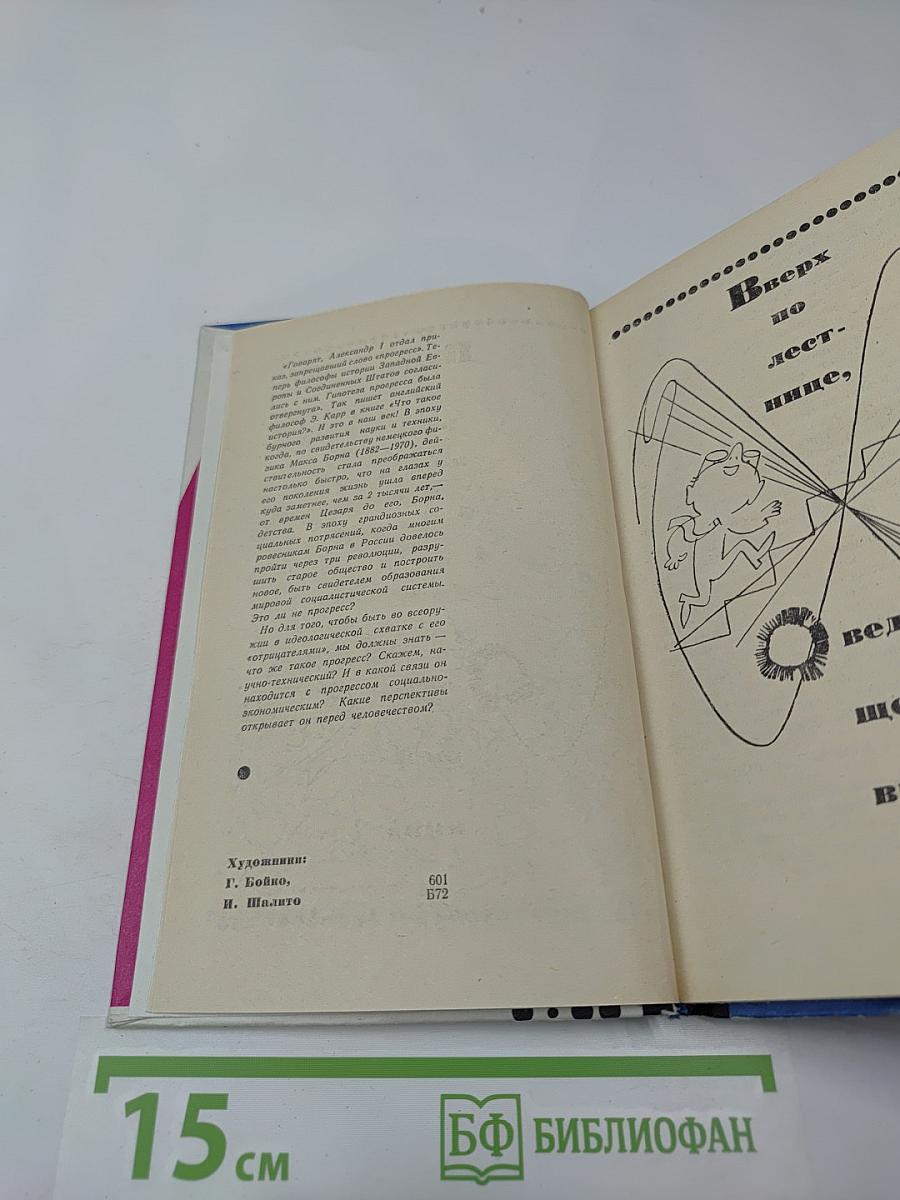 «Говорят, Александр I отдал при-
каз, запрещавший слово «прогресс». Те-
перь философы истории Западной Ев-
ропы и Соединенных Штатов согласи-
лись с ним. Гипотеза прогресса была
отвергнута». Так пишет английский
философ Э. Карр в книге «Что такое
история?». И это в наш век! В эпоху
бурного развития науки и техники,
когда, по свидетельству немецкого фи-
зика Макса Борна (1882—1970), дей-
ствительность стала преображаться
настолько быстро, что на глазах у
его поколения жизнь ушла вперед
куда заметнее, чем за 2 тысячи лет,—
от времен Цезаря до его, Борна,
детства. В эпоху грандиозных со-
циальных потрясений, когда многим
ровесникам Борна в России довелось
пройти через три революции, разру-
шить старое общество и построить
новое, быть свидетелем образования
мировой социалистической системы.
Это ли не прогресс?
Но для того, чтобы быть во всеору-
жии в идеологической схватке с его
«отрицателями», мы должны знать —
что же такое прогресс? Скажем, на-
учно-технический? И в какой связи он
находится с прогрессом социально-
экономическим? Какие перспективы
открывает он перед человечеством?
Художники:
Г. Бойко,
И. Шалито
601
Б72
Вверх
по
лест-
нице,
вед
ще
в
15 см
БФ БИБЛИОФАН